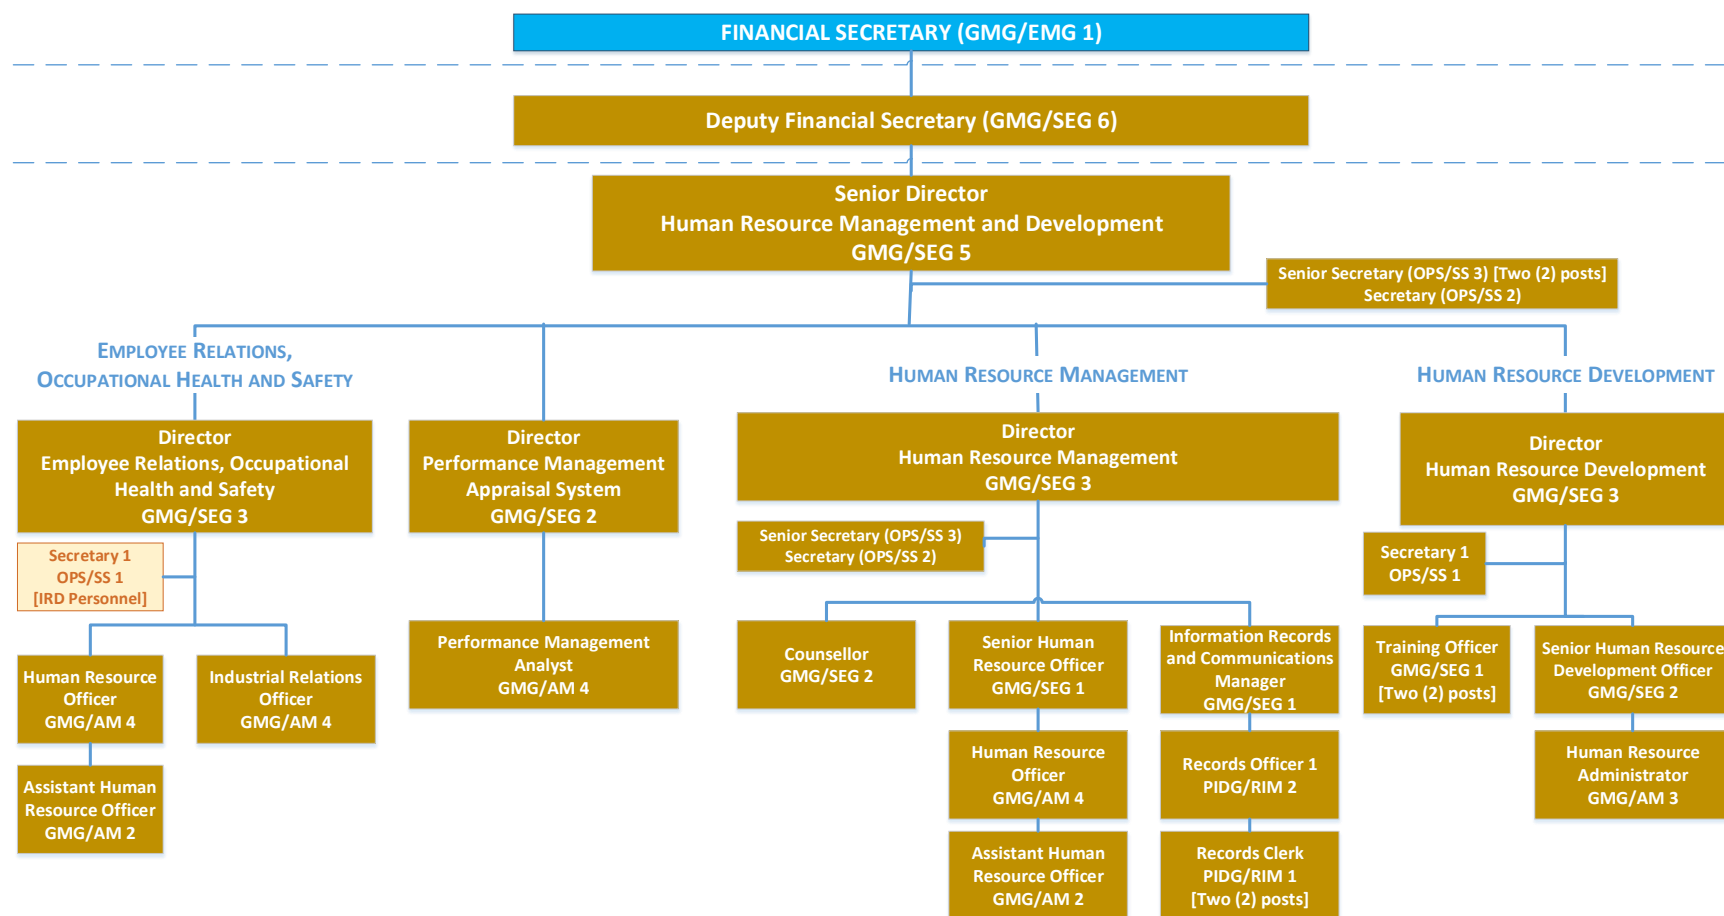 FINANCIAL SECRETARY (GMG/EMG 1)
Deputy Financial Secretary (GMG/SEG 6)
Senior Director
Human Resource Management and Development
GMG/SEG 5
Senior Secretary (OPS/SS 3) [Two (2) posts]
Secretary (OPS/SS 2)
EMPLOYEE RELATIONS,
OCCUPATIONAL HEALTH AND SAFETY
HUMAN RESOURCE MANAGEMENT
HUMAN RESOURCE DEVELOPMENT
Director
Employee Relations, Occupational
Health and Safety
GMG/SEG 3
Director
Performance Management
Appraisal System
GMG/SEG 2
Director
Human Resource Management
GMG/SEG 3
Director
Human Resource Development
GMG/SEG 3
Secretary 1
OPS/SS 1
[IRD Personnel]
Senior Secretary (OPS/SS 3)
Secretary (OPS/SS 2)
Secretary 1
OPS/SS 1
Human Resource
Officer
GMG/AM 4
Industrial Relations
Officer
GMG/AM 4
Performance Management
Analyst
GMG/AM 4
Counsellor
GMG/SEG 2
Senior Human
Resource Officer
GMG/SEG 1
Information Records
and Communications
Manager
GMG/SEG 1
Training Officer
GMG/SEG 1
[Two (2) posts]
Senior Human Resource
Development Officer
GMG/SEG 2
Assistant Human
Resource Officer
GMG/AM 2
Human Resource
Officer
GMG/AM 4
Records Officer 1
PIDG/RIM 2
Human Resource
Administrator
GMG/AM 3
Assistant Human
Resource Officer
GMG/AM 2
Records Clerk
PIDG/RIM 1
[Two (2) posts]